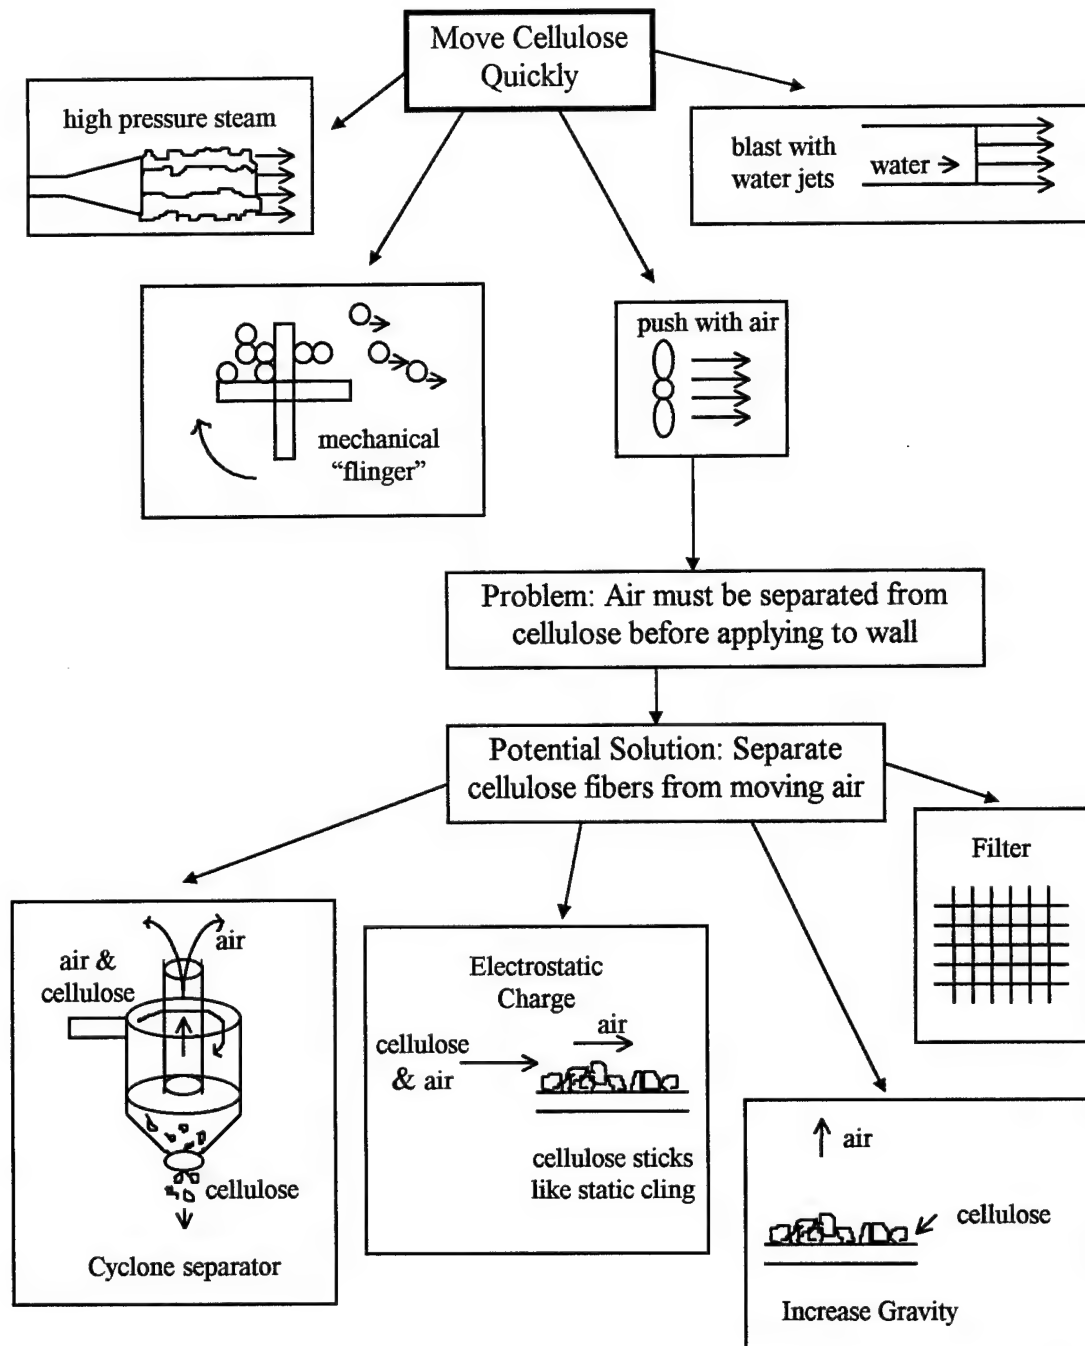 Move Cellulose
Quickly
high pressure steam
blast with
water jets
water
mechanical
“flinger”
push with air
Problem: Air must be separated from
cellulose before applying to wall
Potential Solution: Separate
cellulose fibers from moving air
Filter
air &
cellulose
air
cellulose
Cyclone separator
Electrostatic
Charge
air
cellulose
& air
cellulose sticks
like static cling
air
cellulose
Increase Gravity